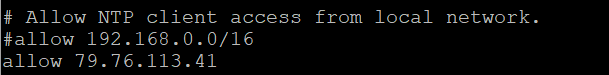 # Allow NTP client access from local network.
#allow 192.168.0.0/16
allow 79.76.113.41